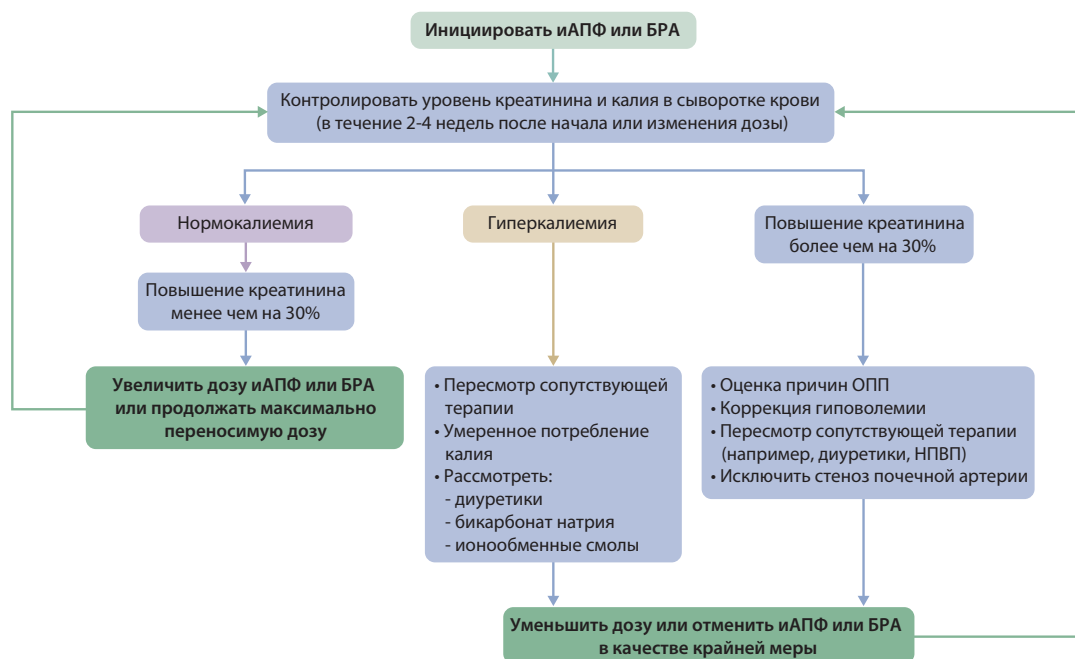 Инициировать иАПФ или БРА
Контролировать уровень креатинина и калия в сыворотке крови
(в течение 2-4 недель после начала или изменения дозы)
Нормокалиемия
Гиперкалиемия
Повышение креатинина
более чем на 30%
Повышение креатинина
менее чем на 30%
Увеличить дозу иАПФ или БРА
или продолжать максимально
переносимую дозу
• Пересмотр сопутствующей
терапии
• Умеренное потребление
калия
• Рассмотреть:
- диуретики
- бикарбонат натрия
- ионообменные смолы
• Оценка причин ОПП
• Коррекция гиповолемии
• Пересмотр сопутствующей терапии
(например, диуретики, НПВП)
• Исключить стеноз почечной артерии
Уменьшить дозу или отменить иАПФ или БРА
в качестве крайней меры